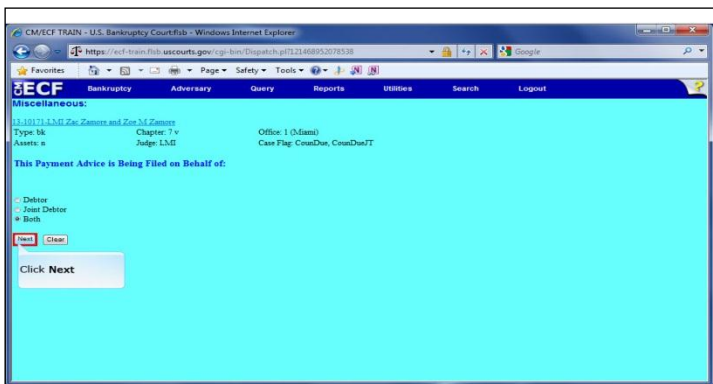 CM/ECF TRAIN - U.S. Bankruptcy Court:flsb - Windows Internet Explorer
https://ecf-train.flsb.uscourts.gov/cgi-bin/Dispatch.pl?121468952078538
Google
Favorites Page Safety Tools
ECF Bankruptcy Adversary Query Reports Utilities Search Logout
Miscellaneous:
13-10171-LMI Zac Zamore and Zoe M Zamore
Type: bk Chapter: 7 v Office: 1 (Miami)
Assets: n Judge: LMI Case Flag: CounDue, CounDueJT
This Payment Advice is Being Filed on Behalf of:
Debtor
Joint Debtor
Both
Next Clear
Click Next